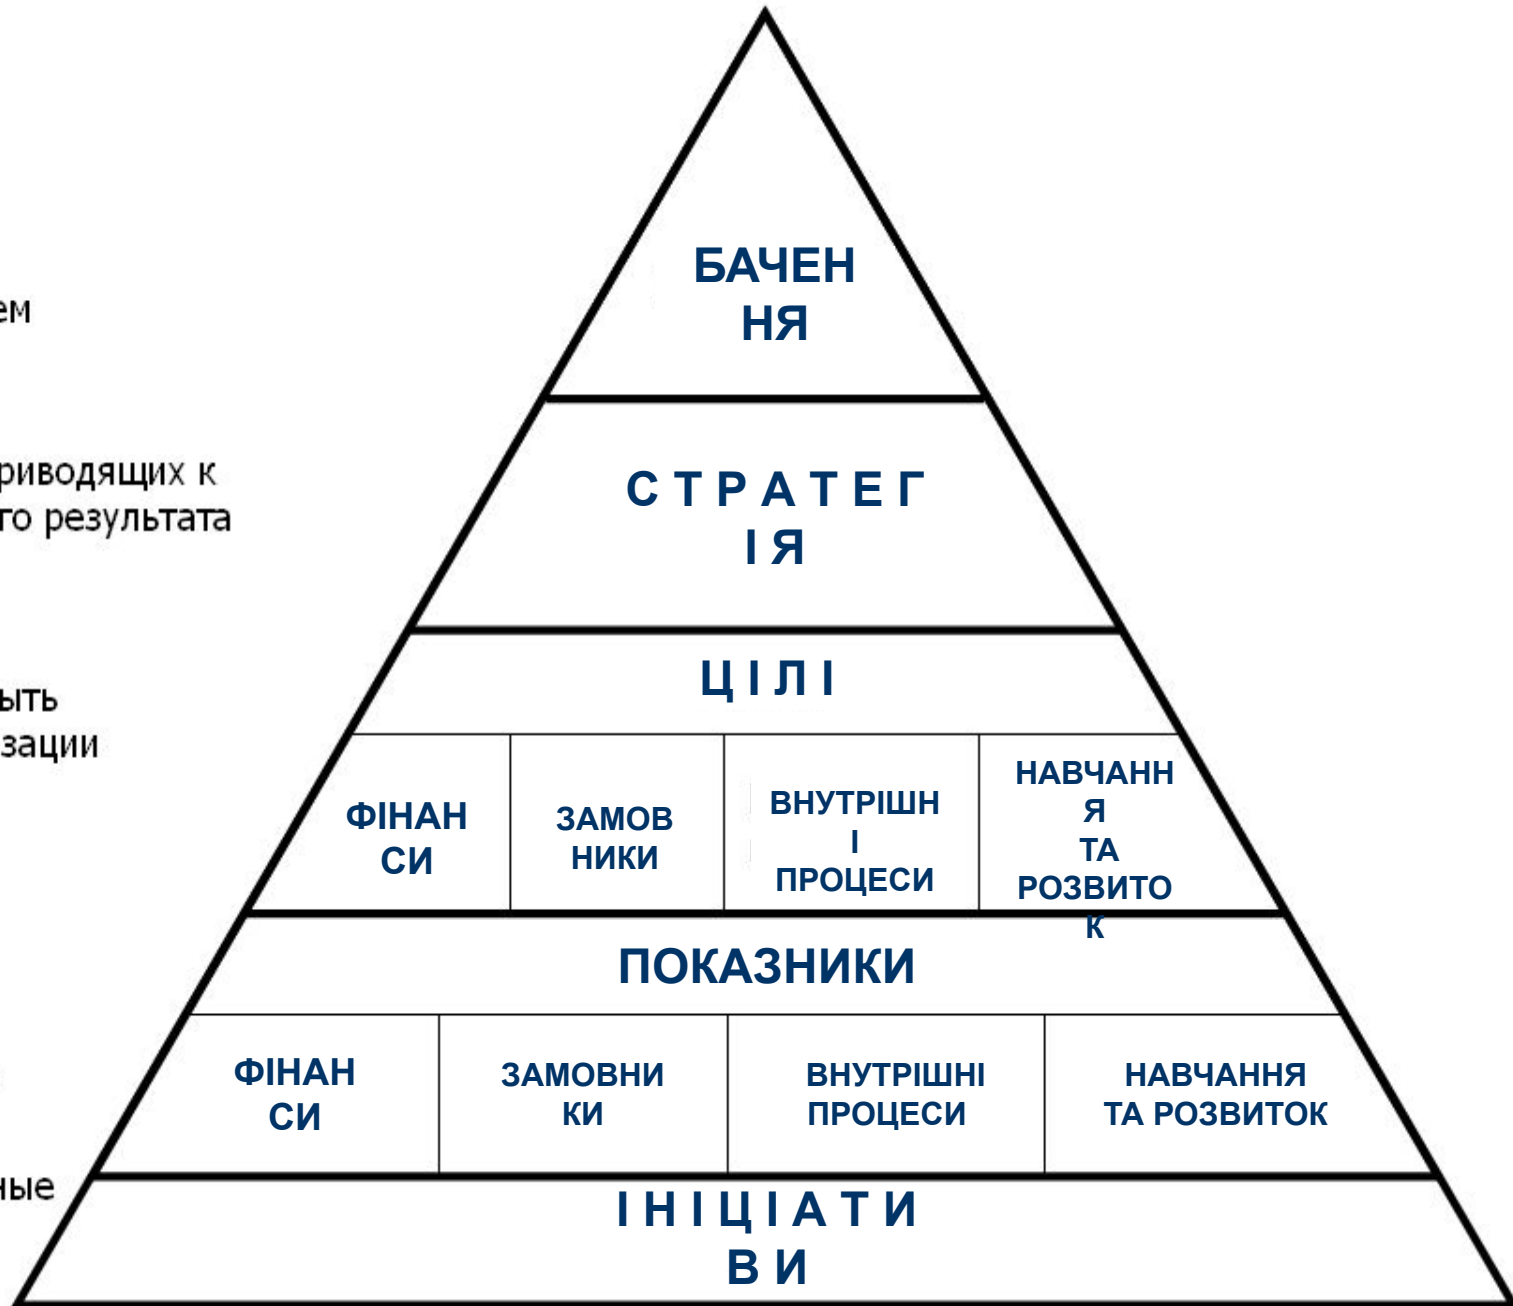 БАЧЕН
НЯ
ем
риводящих к
го результата
С Т Р А Т Е Г
І Я
Ц І Л І
ыть
зации
ФІНАН
СИ
ЗАМОВ
НИКИ
ВНУТРІШН
І
ПРОЦЕСИ
НАВЧАНН
Я
ТА
РОЗВИТО
К
ПОКАЗНИКИ
ФІНАН
СИ
ЗАМОВНИ
КИ
ВНУТРІШНІ
ПРОЦЕСИ
НАВЧАННЯ
ТА РОЗВИТОК
ные
І Н І Ц І А Т И
В И